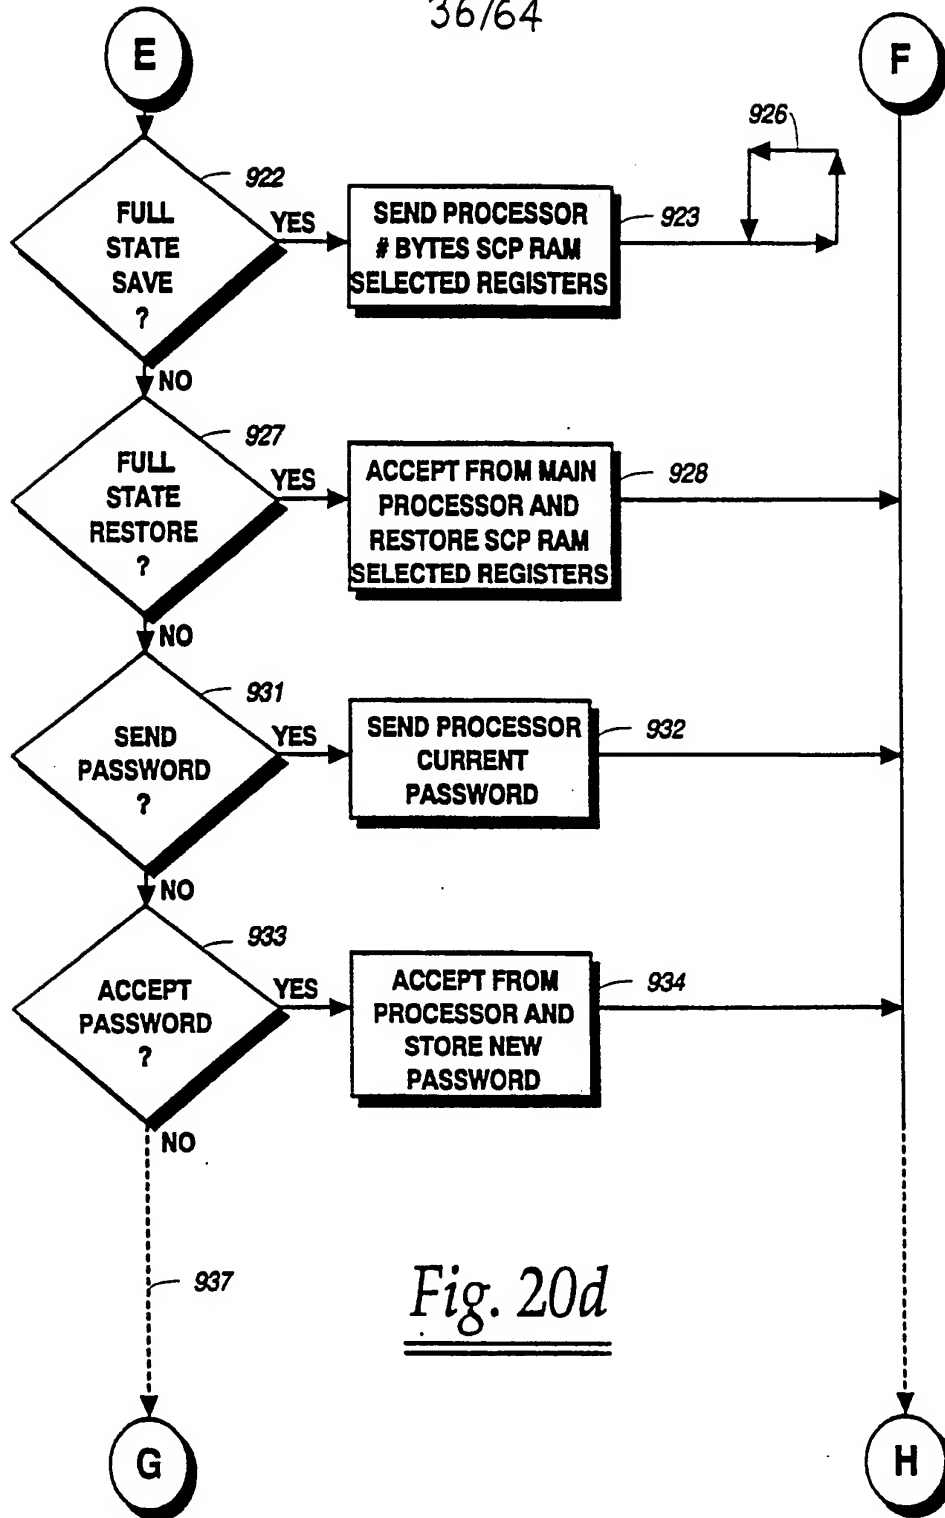 36/64
E
F
926
922
FULL
STATE
SAVE
?
YES
SEND PROCESSOR
# BYTES SCP RAM
SELECTED REGISTERS
923
NO
927
FULL
STATE
RESTORE
?
YES
ACCEPT FROM MAIN
PROCESSOR AND
RESTORE SCP RAM
SELECTED REGISTERS
928
NO
931
SEND
PASSWORD
?
YES
SEND PROCESSOR
CURRENT
PASSWORD
932
NO
933
ACCEPT
PASSWORD
?
YES
ACCEPT FROM
PROCESSOR AND
STORE NEW
PASSWORD
934
NO
937
Fig. 20d
G
H